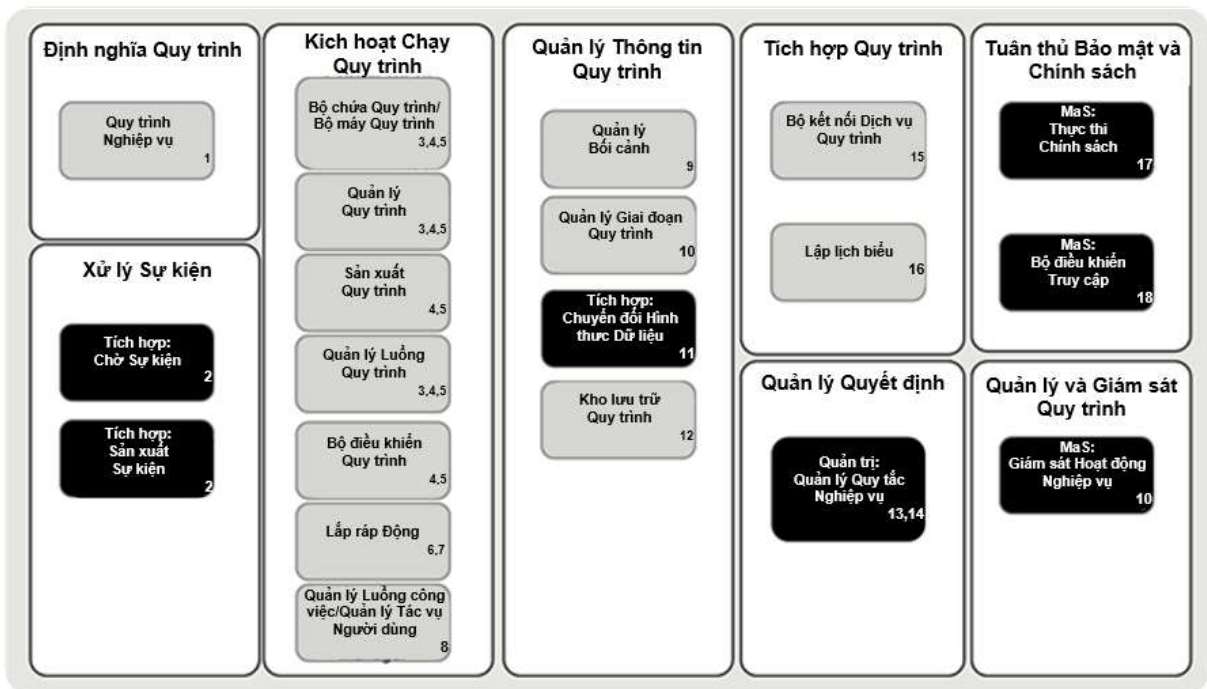 Định nghĩa Quy trình
Quy trình
Nghiệp vụ
1
Xử lý Sự kiện
Tích hợp:
Chờ Sự kiện
2
Tích hợp:
Sản xuất
Sự kiện
2
Kích hoạt Chạy
Quy trình
Bộ chứa Quy trình/
Bộ máy Quy trình
3,4,5
Quản lý
Quy trình
3,4,5
Sản xuất
Quy trình
4,5
Quản lý Luồng
Quy trình
3,4,5
Bộ điều khiển
Quy trình
4,5
Lắp ráp Động
6,7
Quản lý Luồng công
việc/Quản lý Tác vụ
Người dùng
8
Quản lý Thông tin
Quy trình
Quản lý
Bối cảnh
9
Quản lý Giai đoạn
Quy trình
10
Tích hợp:
Chuyển đổi Hình
thức Dữ liệu
11
Kho lưu trữ
Quy trình
12
Tích hợp Quy trình
Bộ kết nối Dịch vụ
Quy trình
15
Lập lịch biểu
16
Quản lý Quyết định
Quản trị:
Quản lý Quy tắc
Nghiệp vụ
13,14
Tuân thủ Bảo mật và
Chính sách
MaS:
Thực thi
Chính sách
17
MaS:
Bộ điều khiển
Truy cập
18
Quản lý và Giám sát
Quy trình
MaS:
Giám sát Hoạt động
Nghiệp vụ
10